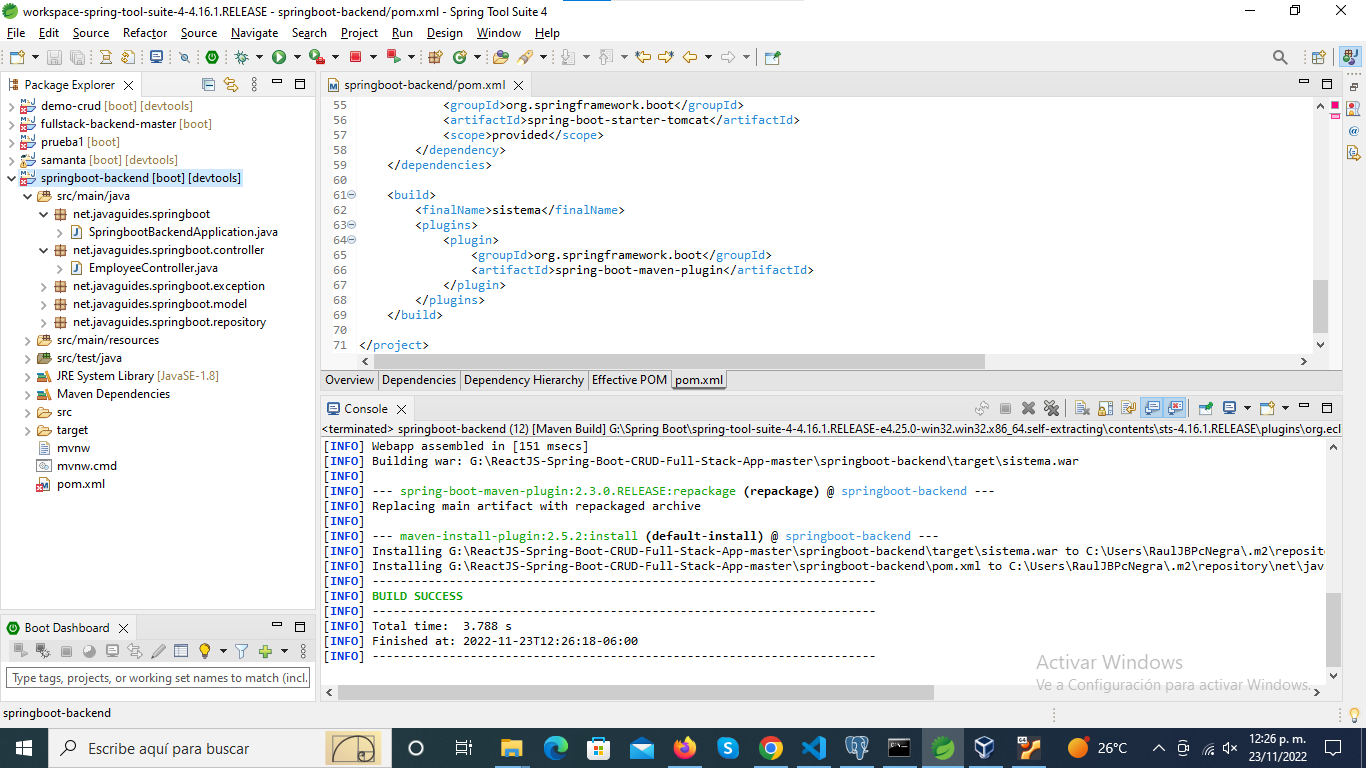 workspace-spring-tool-suite-4-4.16.1.RELEASE - springboot-backend/pom.xml - Spring Tool Suite 4
File Edit Source Refactor Source Navigate Search Project Run Design Window Help
Package Explorer
demo-crud [boot] [devtools]
fullstack-backend-master [boot]
prueba1 [boot]
samanta [boot] [devtools]
springboot-backend [boot] [devtools]
src/main/java
net.javaguides.springboot
SpringbootBackendApplication.java
net.javaguides.springboot.controller
EmployeeController.java
net.javaguides.springboot.exception
net.javaguides.springboot.model
net.javaguides.springboot.repository
src/main/resources
src/test/java
JRE System Library [JavaSE-1.8]
Maven Dependencies
src
target
mvnw
mvnw.cmd
pom.xml
Boot Dashboard
Type tags, projects, or working set names to match (incl.
springboot-backend/pom.xml
55 <groupId>org.springframework.boot</groupId>
56 <artifactId>spring-boot-starter-tomcat</artifactId>
57 <scope>provided</scope>
58 </dependency>
59 </dependencies>
60
61 <build>
62 <finalName>sistema</finalName>
63 <plugins>
64 <plugin>
65 <groupId>org.springframework.boot</groupId>
66 <artifactId>spring-boot-maven-plugin</artifactId>
67 </plugin>
68 </plugins>
69 </build>
70
71 </project>
Overview Dependencies Dependency Hierarchy Effective POM pom.xml
Console
<terminated> springboot-backend (12) [Maven Build] G:\Spring Boot\spring-tool-suite-4-4.16.1.RELEASE-e4.25.0-win32.win32.x86_64.self-extracting\contents\sts-4.16.1.RELEASE\plugins\org.ecl
[INFO] Webapp assembled in [151 msecs]
[INFO] Building war: G:\ReactJS-Spring-Boot-CRUD-Full-Stack-App-master\springboot-backend\target\sistema.war
[INFO]
[INFO] --- spring-boot-maven-plugin:2.3.0.RELEASE:repackage (repackage) @ springboot-backend ---
[INFO] Replacing main artifact with repackaged archive
[INFO]
[INFO] --- maven-install-plugin:2.5.2:install (default-install) @ springboot-backend ---
[INFO] Installing G:\ReactJS-Spring-Boot-CRUD-Full-Stack-App-master\springboot-backend\target\sistema.war to C:\Users\RaulJBPcNegra\.m2\reposit
[INFO] Installing G:\ReactJS-Spring-Boot-CRUD-Full-Stack-App-master\springboot-backend\pom.xml to C:\Users\RaulJBPcNegra\.m2\repository\net\jav
[INFO] ------------------------------------------------------------------------
[INFO] BUILD SUCCESS
[INFO] ------------------------------------------------------------------------
[INFO] Total time: 3.788 s
[INFO] Finished at: 2022-11-23T12:26:18-06:00
[INFO] ------------------------------------------------------------------------
Activar Windows
Ve a Configuración para activar Windows.
springboot-backend
Escribe aquí para buscar
26°C
12:26 p. m.
23/11/2022